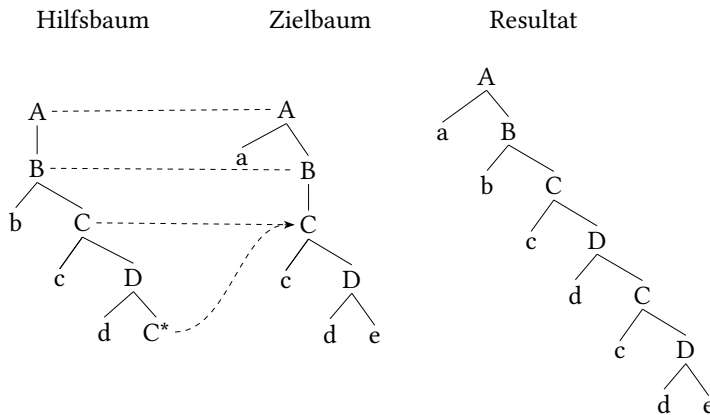 Hilfsbaum Zielbaum Resultat
A
A A
a
a B
B B
b
b C
C C
c
c c D
D D
d
d C* d e C
c
D
d e